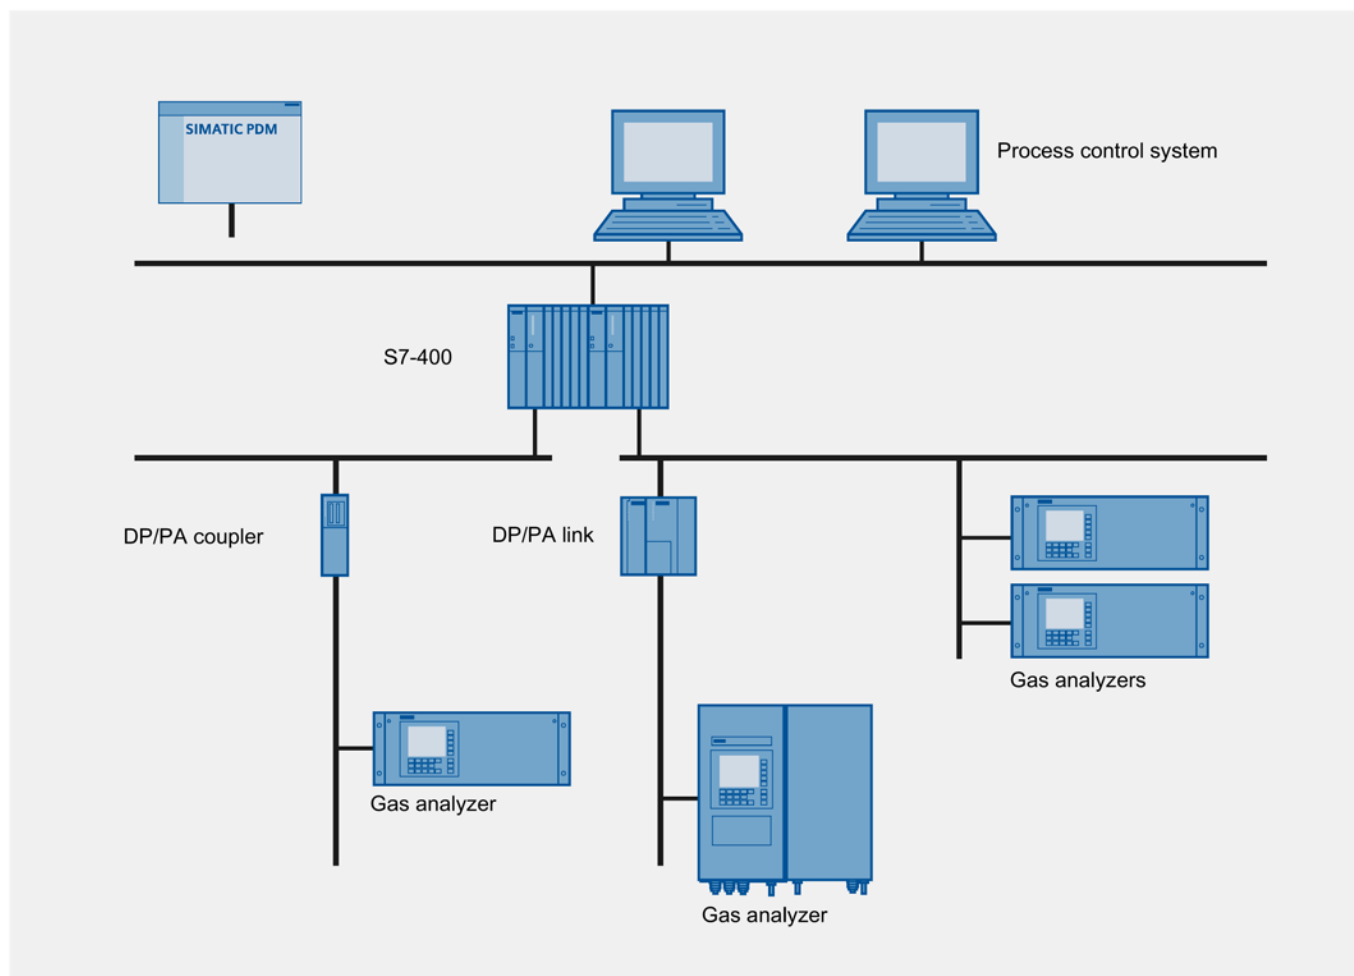 SIMATIC PDM
Process control system
S7-400
DP/PA coupler
DP/PA link
Gas analyzers
Gas analyzer
Gas analyzer